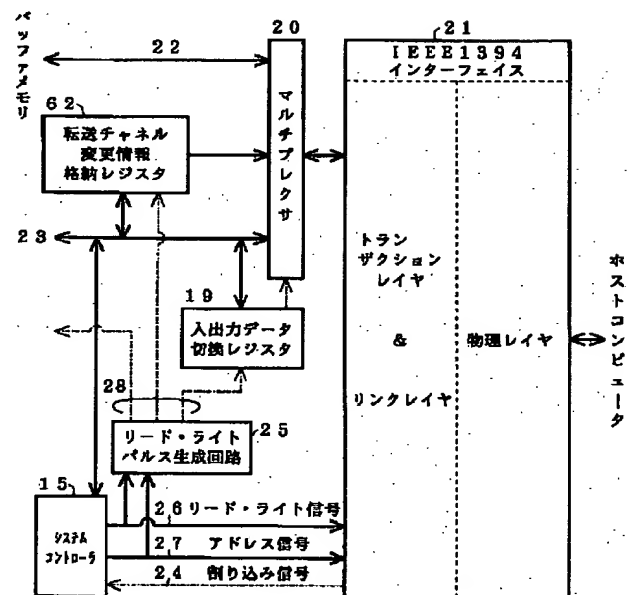 バッファメモリ
22
20
マルチプレクサ
21
IEEE1394
インターフェイス
62
転送チャネル
変更情報
格納レジスタ
23
トラン
ザクション
レイヤ
&
リンクレイヤ
物理レイヤ
ホストコンピュータ
19
入出力データ
切換レジスタ
28
リード・ライト
パルス生成回路
25
15
システム
コントローラ
26 リード・ライト信号
27 アドレス信号
24 割り込み信号